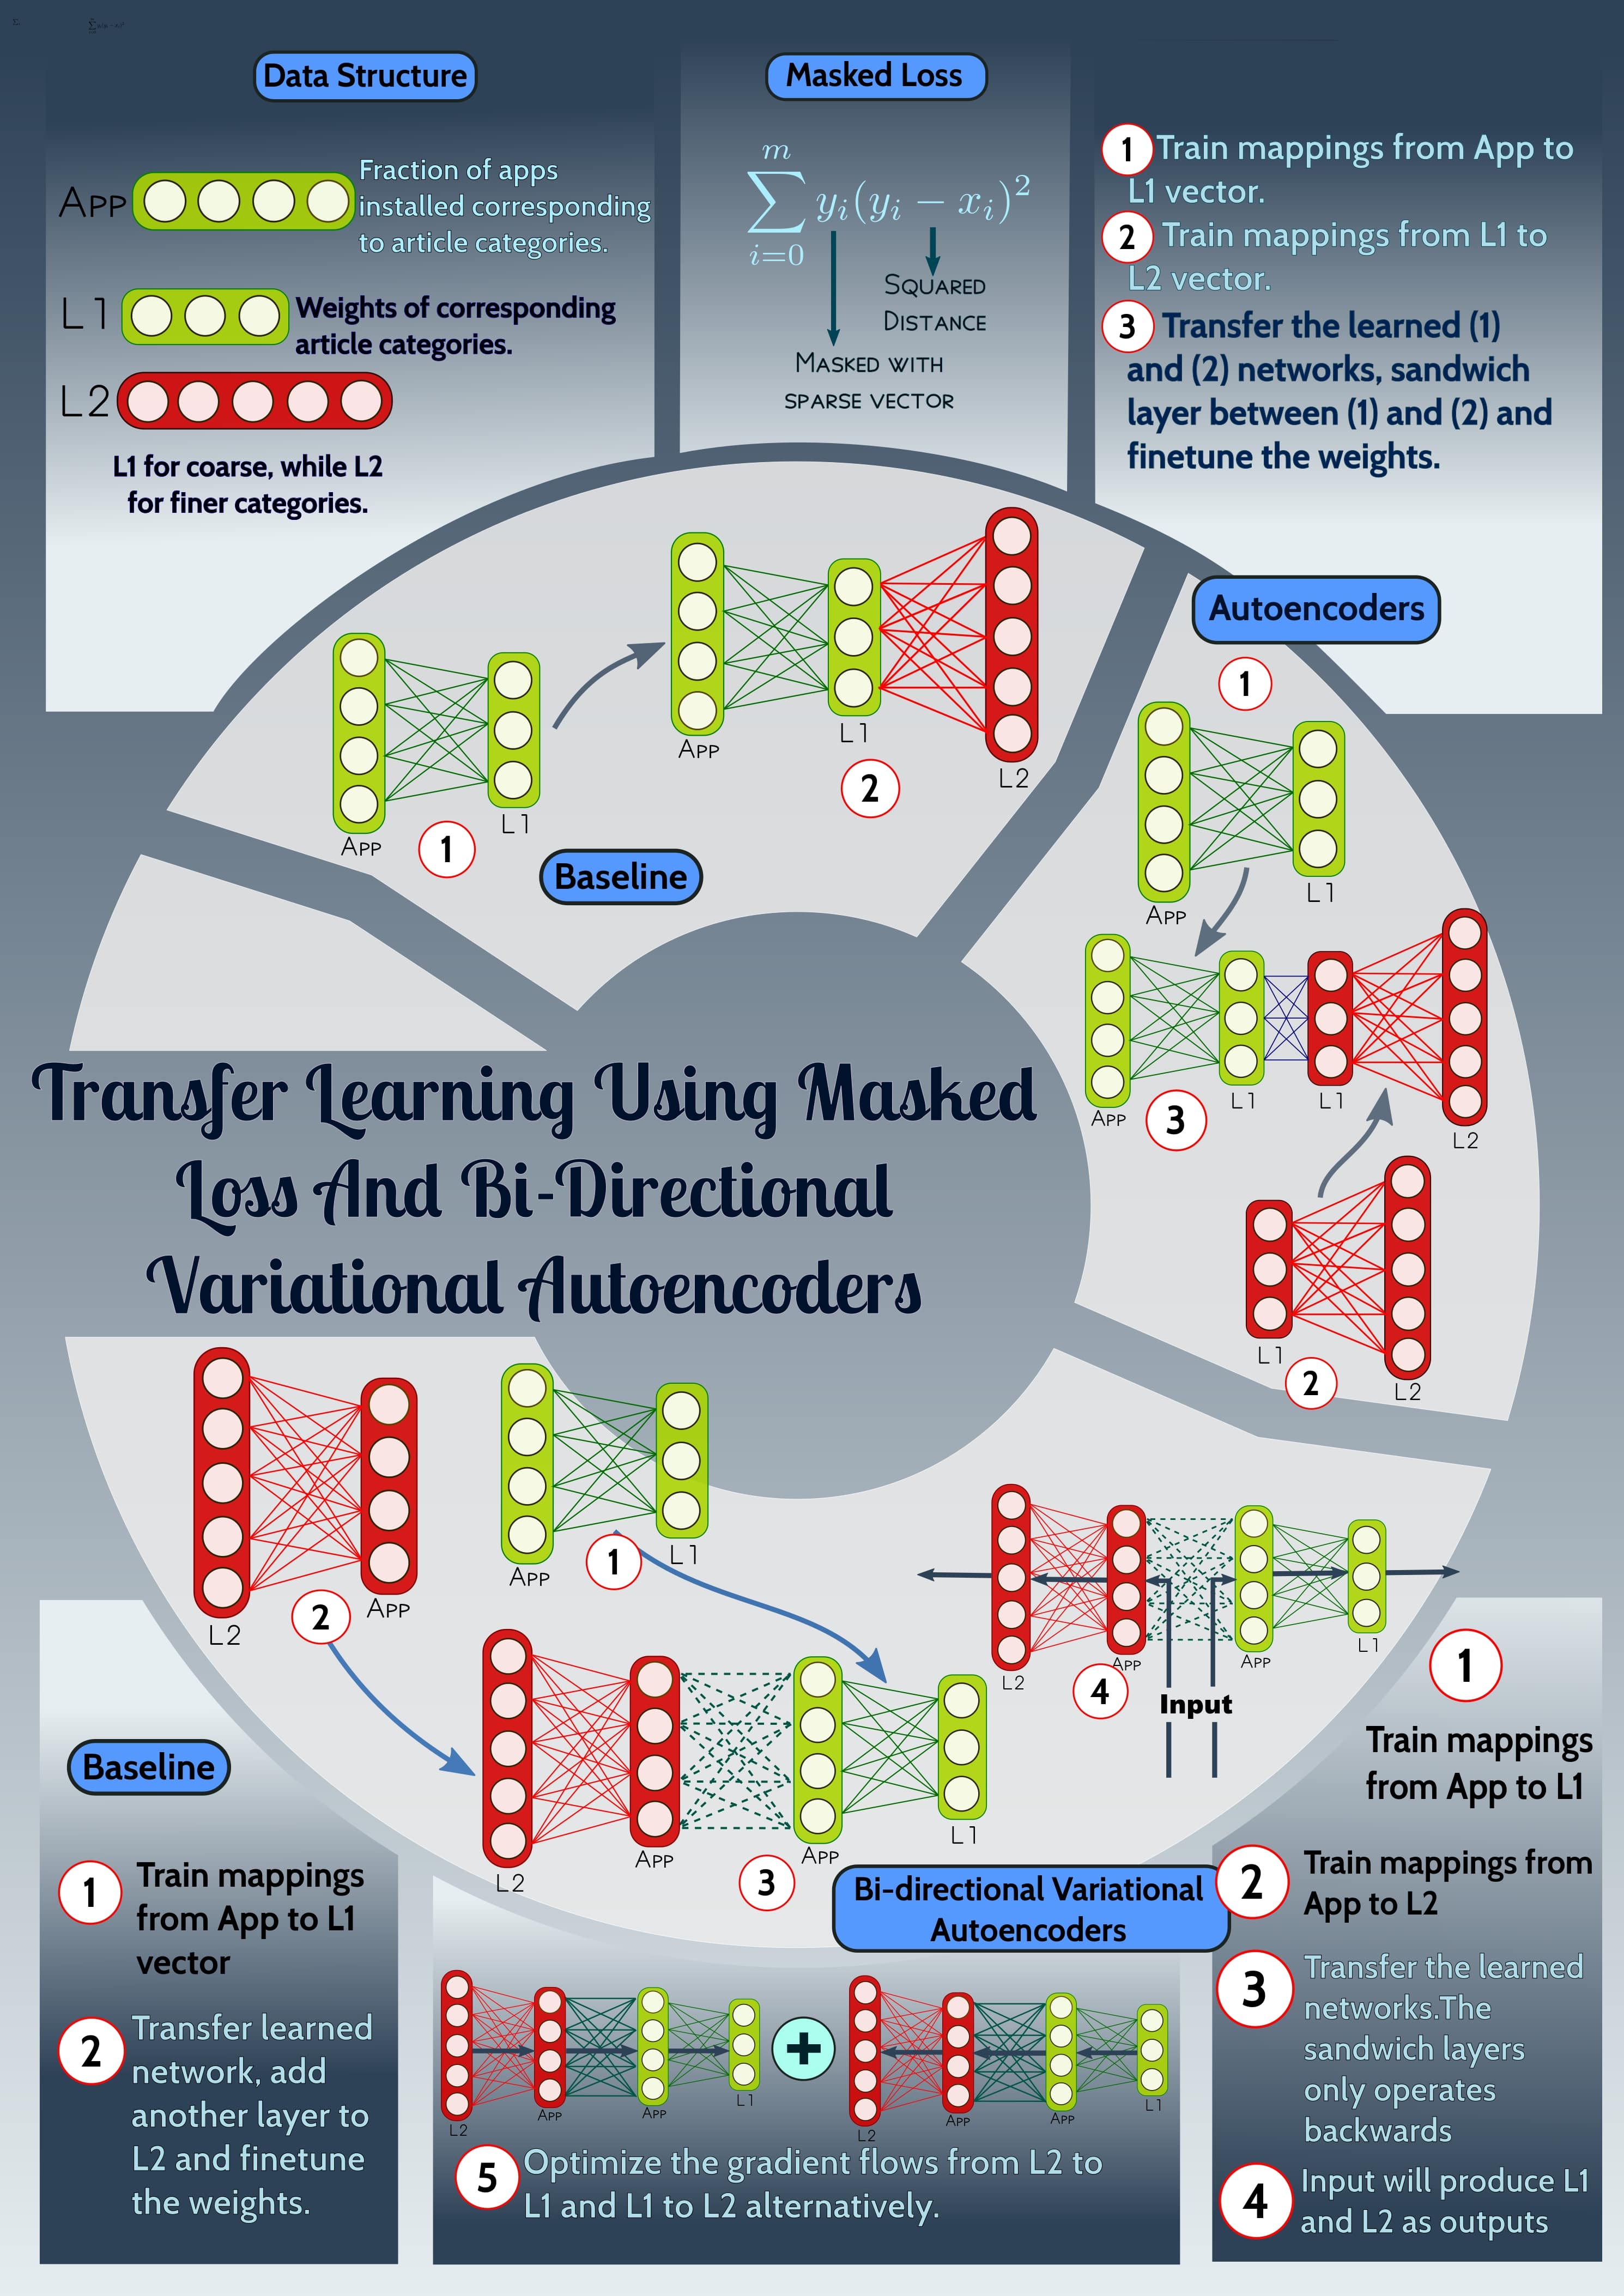 Data Structure
App
Fraction of apps
installed corresponding
to article categories.
L1
Weights of corresponding
article categories.
L2
L1 for coarse, while L2
for finer categories.
Masked Loss
m
∑ yᵢ(yᵢ − xᵢ)²
i=0
Squared
Distance
Masked with
sparse vector
1 Train mappings from App to
L1 vector.
2 Train mappings from L1 to
L2 vector.
3 Transfer the learned (1)
and (2) networks, sandwich
layer between (1) and (2) and
finetune the weights.
App
L1
1
App
L1
L2
2
Baseline
Autoencoders
1
App
L1
App
3
L1
L1
L2
L1
2
L2
Transfer Learning Using Masked
Loss And Bi-Directional
Variational Autoencoders
L2
2
App
App
1
L1
L2
App
3
App
L1
L2
App
4
App
L1
Input
Bi-directional Variational
Autoencoders
Baseline
1 Train mappings
from App to L1
vector
2 Transfer learned
network, add
another layer to
L2 and finetune
the weights.
L2
App
App
L1
+
L2
App
App
L1
5 Optimize the gradient flows from L2 to
L1 and L1 to L2 alternatively.
1
Train mappings
from App to L1
2 Train mappings from
App to L2
3 Transfer the learned
networks.The
sandwich layers
only operates
backwards
4 Input will produce L1
and L2 as outputs